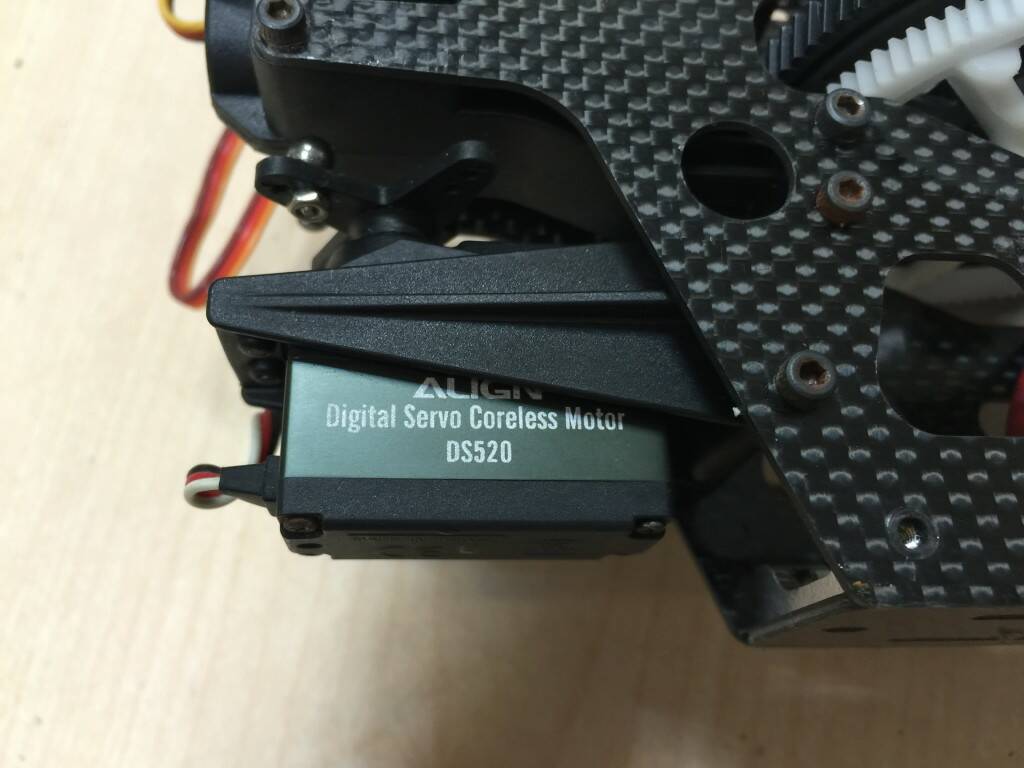 ALIGN
Digital Servo Coreless Motor
DS520